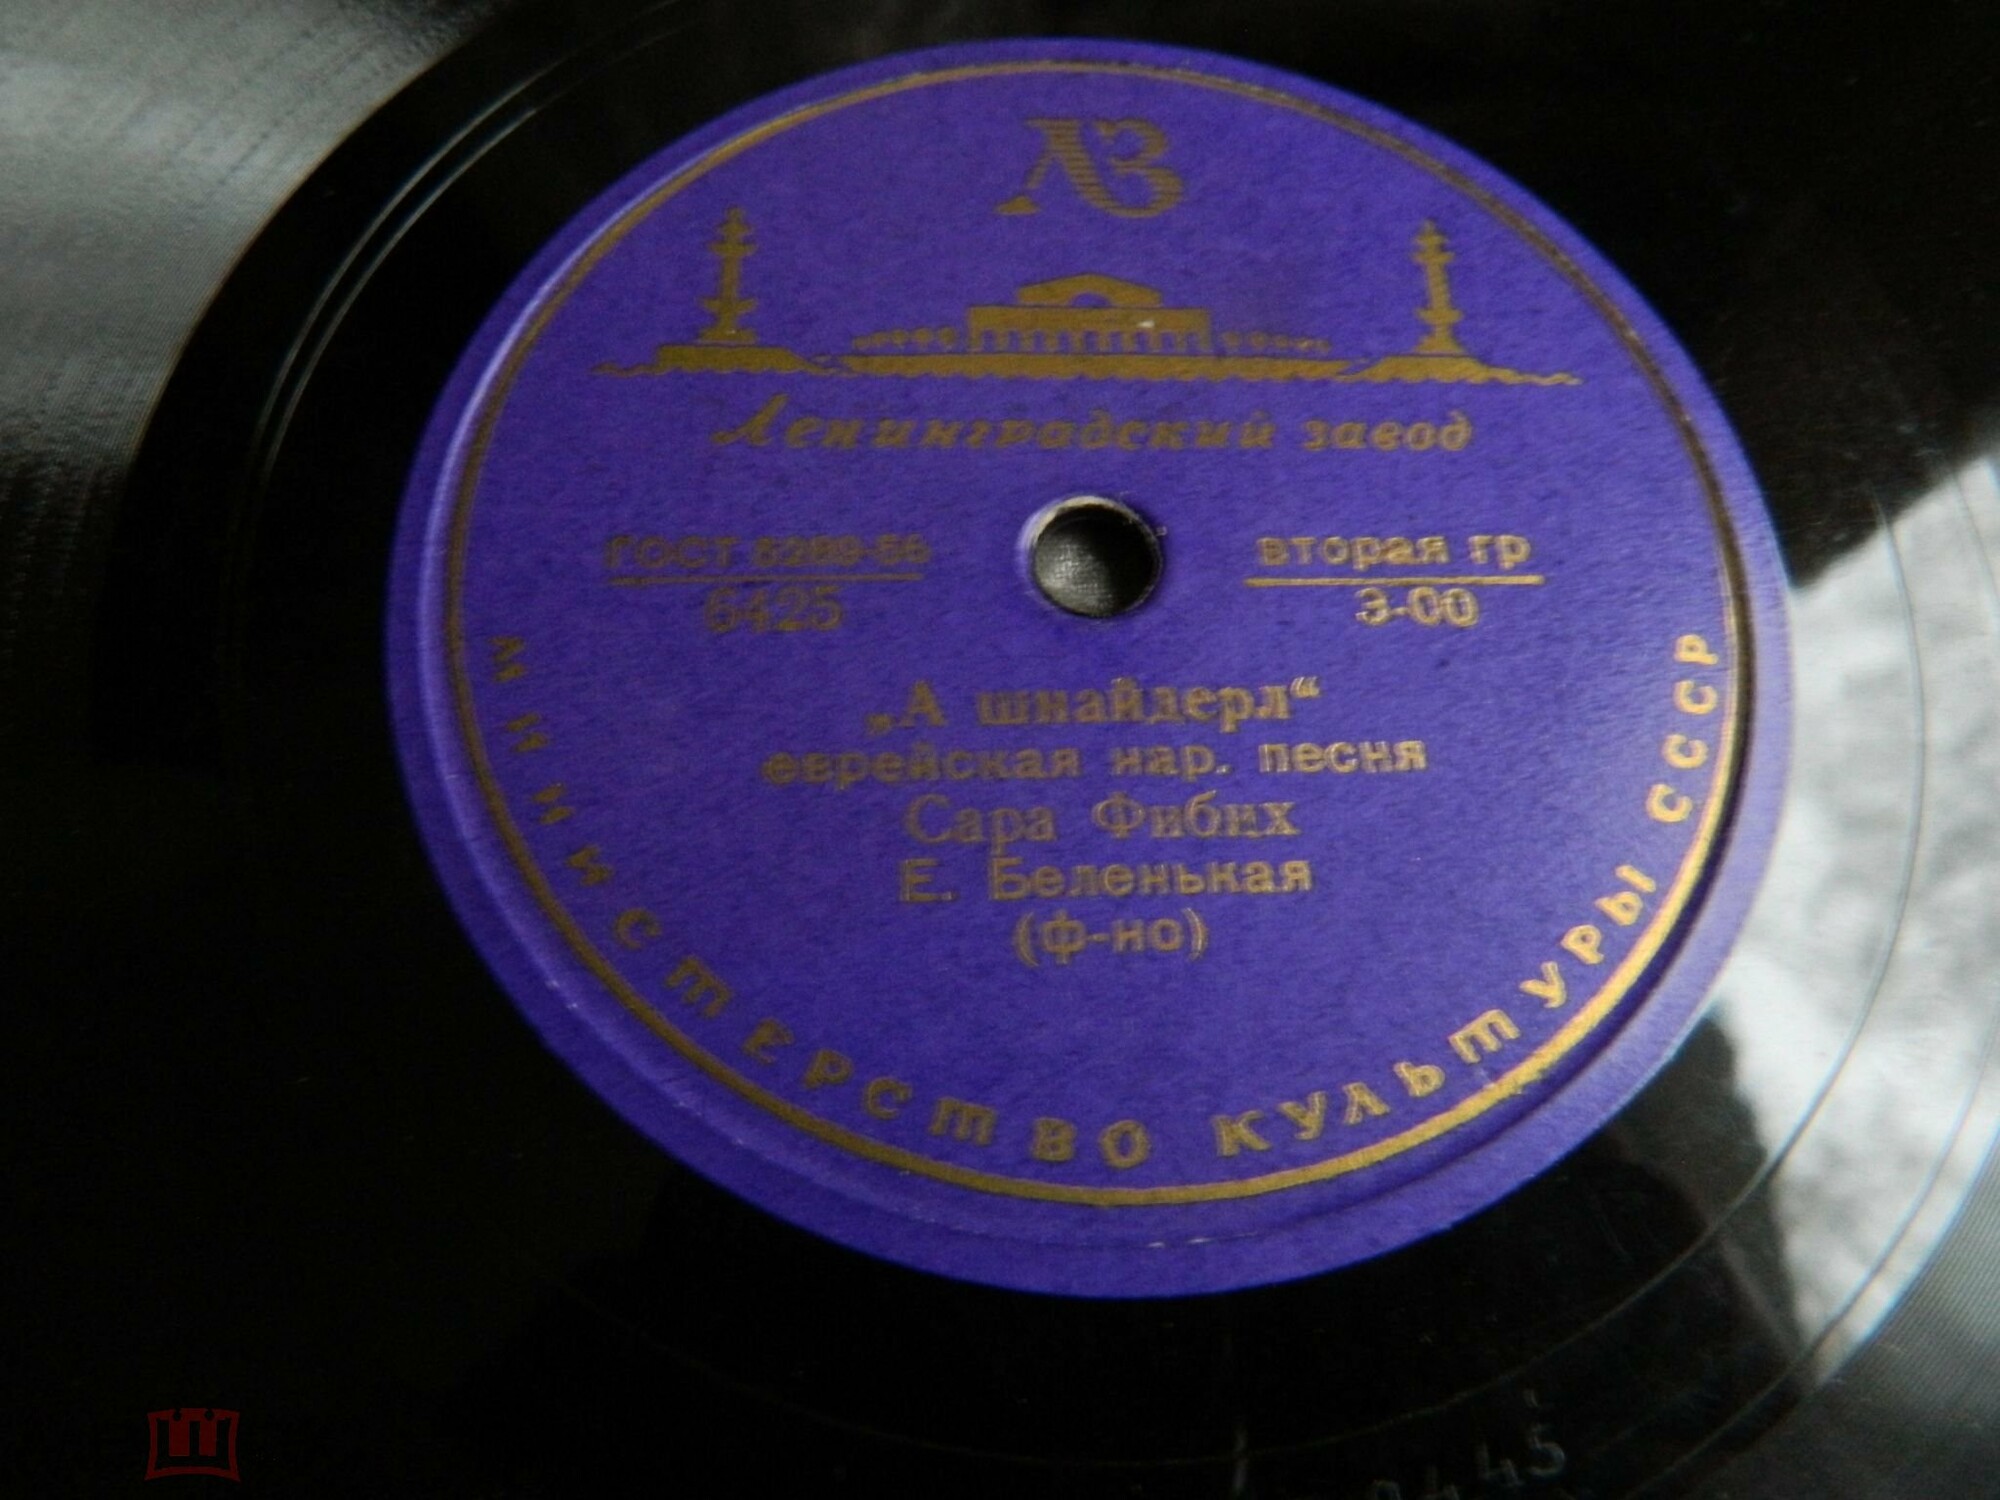 ЛЗ
Ленинградский завод
ГОСТ 5289-56
6425
вторая гр
3-00
„А шнайдерл“
еврейская нар. песня
Сара Фибих
Е. Беленькая
(ф-но)
МИНИСТЕРСТВО КУЛЬТУРЫ СССР